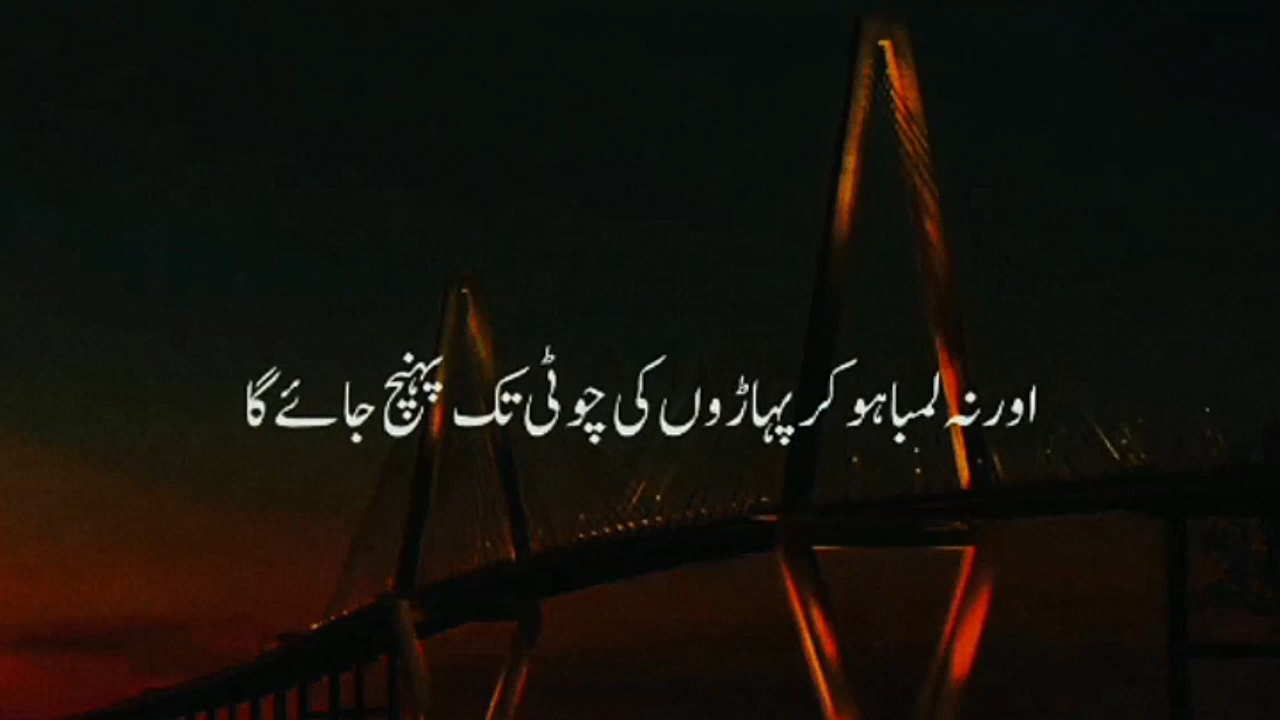 اور نہ لمبا ہو کر پہاڑوں کی چوٹی تک پہنچ جائے گا